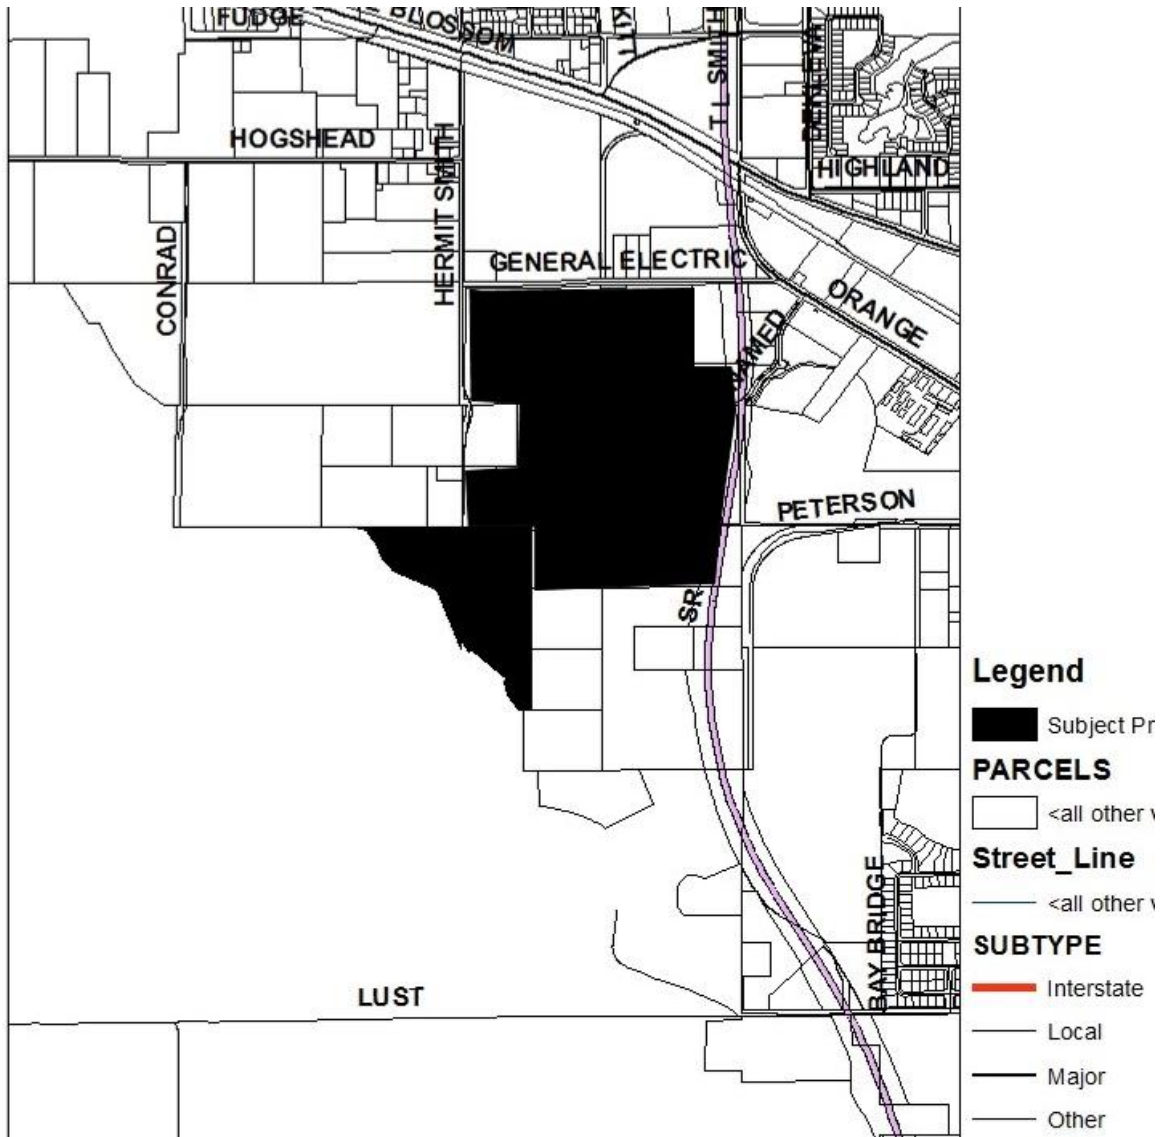 FUDGE
BLOSSOM
T L SMITH
HOGSHEAD
HIGHLAND
HERMIT SMITH
CONRAD
GENERAL ELECTRIC
ORANGE
PETERSON
SR
BAY BRIDGE
LUST
Legend
Subject Pr
PARCELS
<all other v
Street_Line
<all other v
SUBTYPE
Interstate
Local
Major
Other